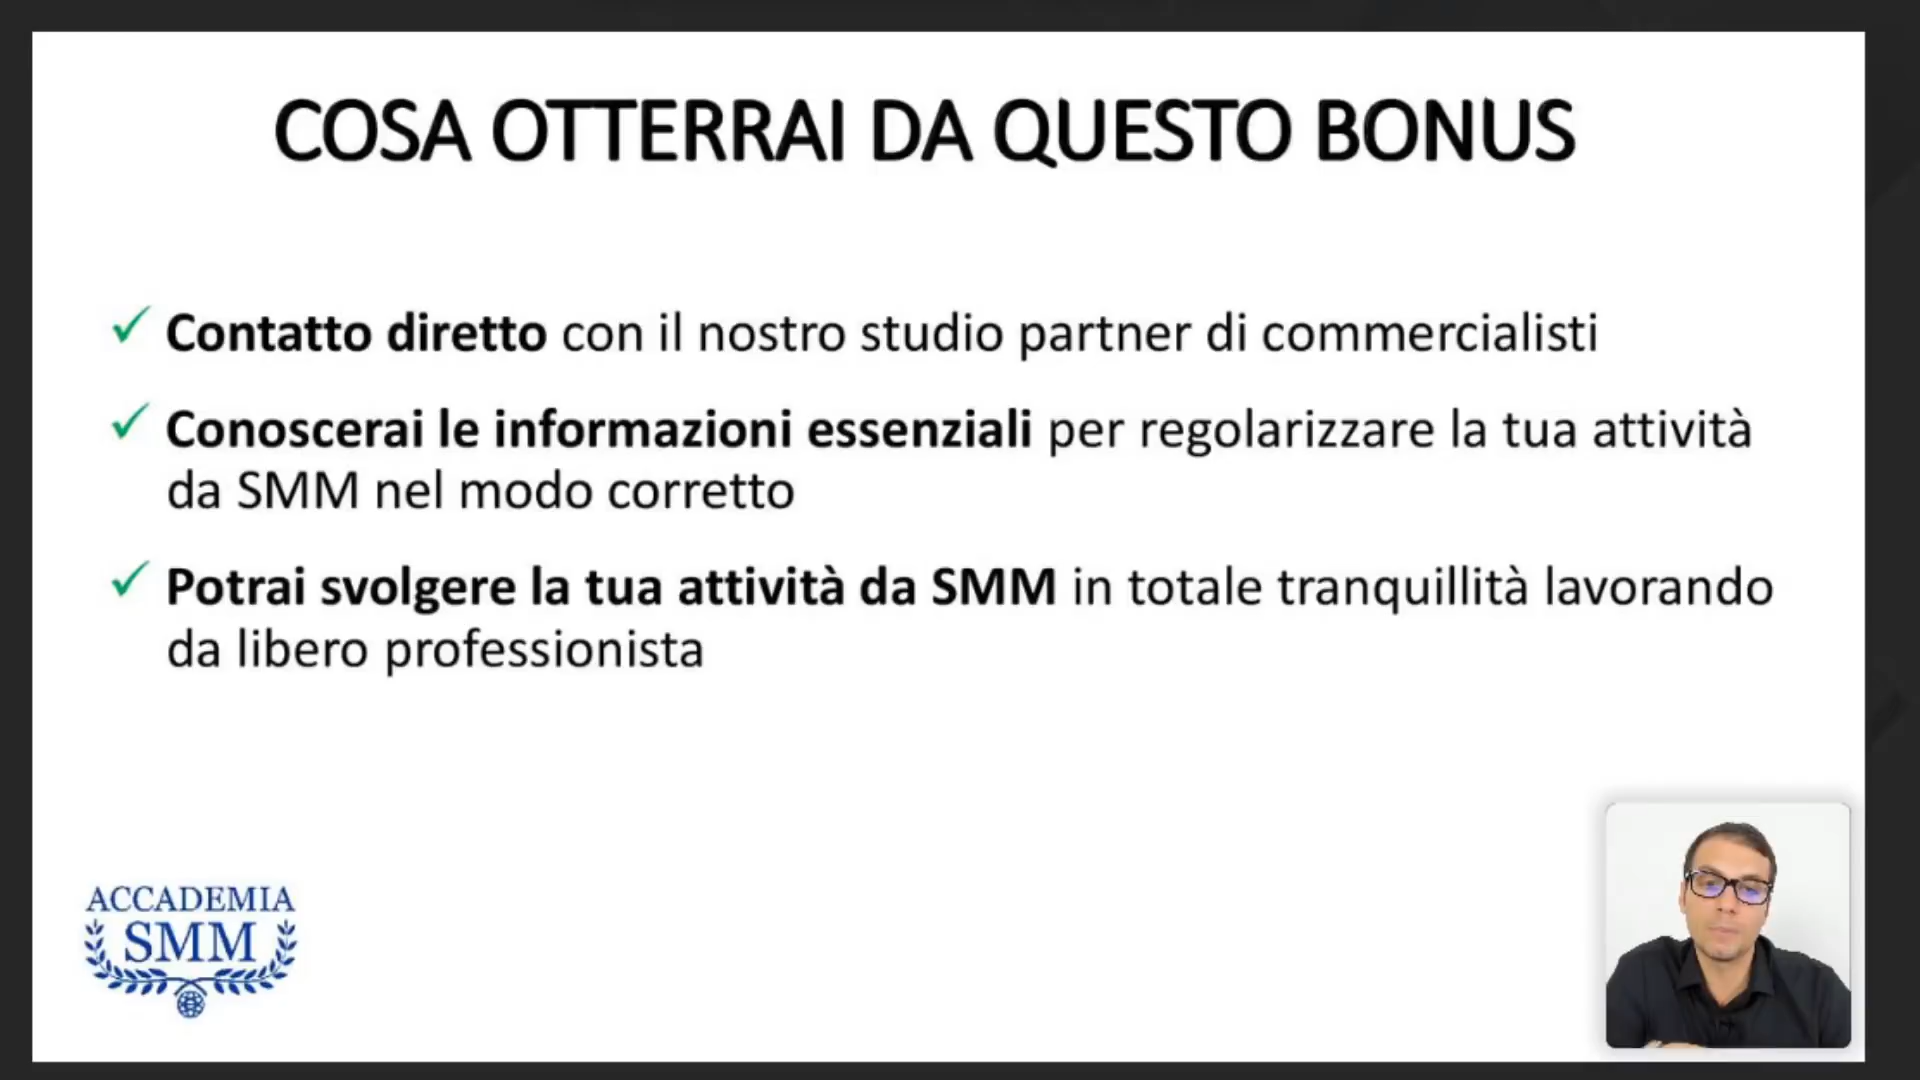 COSA OTTERRAI DA QUESTO BONUS
Contatto diretto con il nostro studio partner di commercialisti
Conoscerai le informazioni essenziali per regolarizzare la tua attività
da SMM nel modo corretto
Potrai svolgere la tua attività da SMM in totale tranquillità lavorando
da libero professionista
ACCADEMIA
SMM